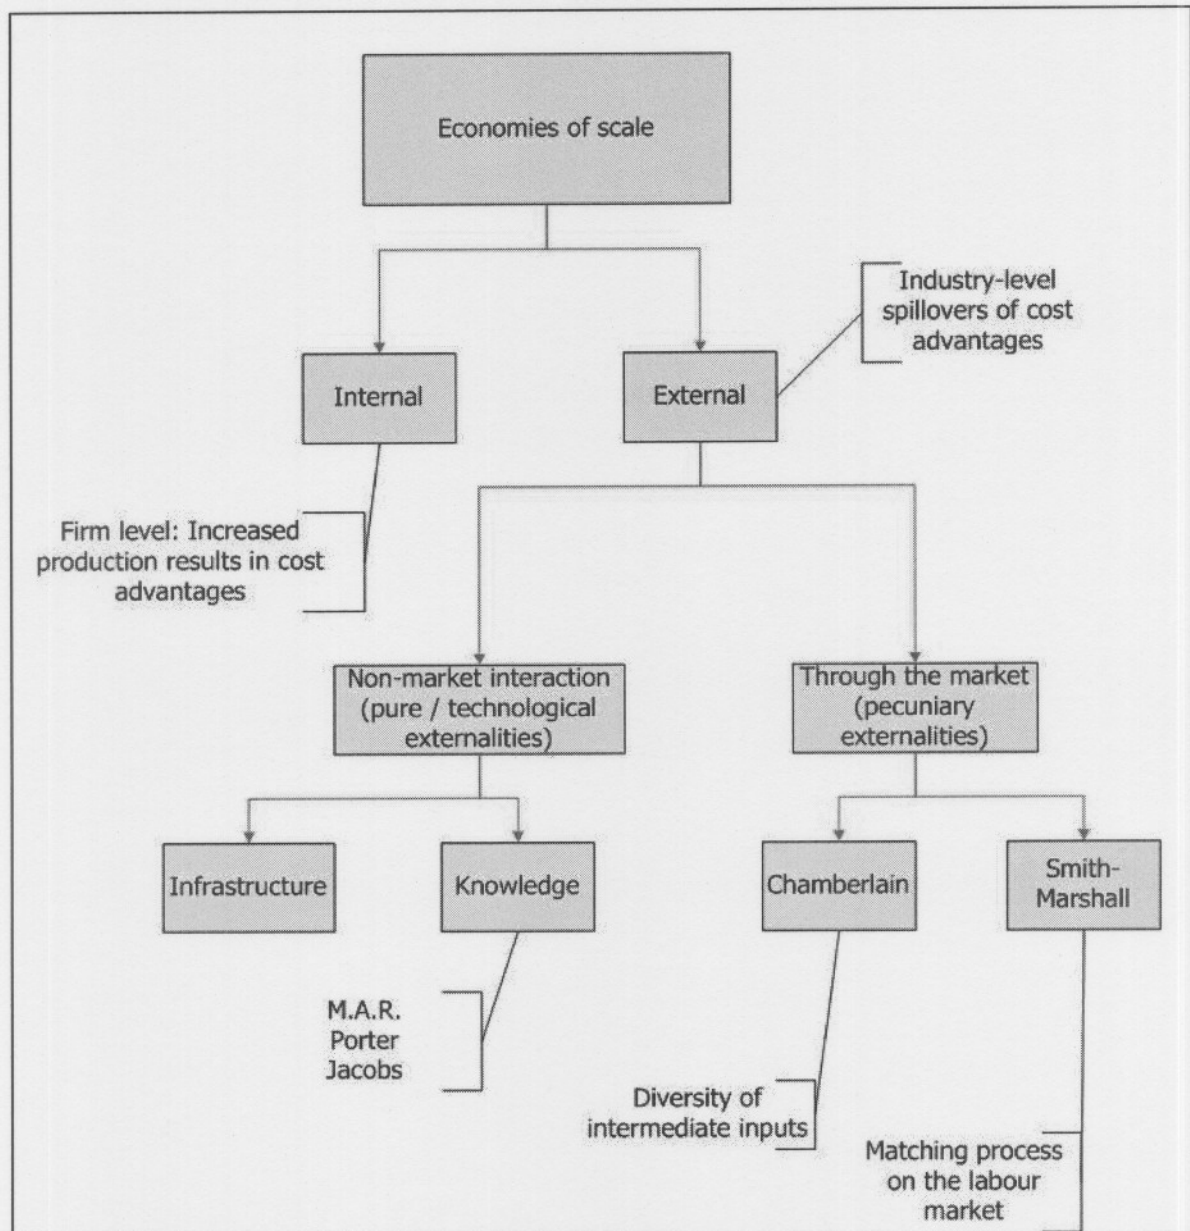 Economies of scale
Industry-level
spillovers of cost
advantages
Internal
External
Firm level: Increased
production results in cost
advantages
Non-market interaction
(pure / technological
externalities)
Through the market
(pecuniary
externalities)
Infrastructure
Knowledge
Chamberlain
Smith-
Marshall
M.A.R.
Porter
Jacobs
Diversity of
intermediate inputs
Matching process
on the labour
market